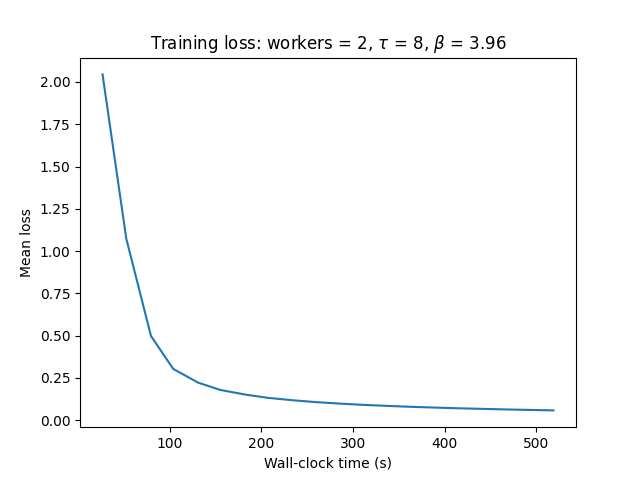 Training loss: workers = 2, τ = 8, β = 3.96
2.00
1.75
1.50
1.25
1.00
0.75
0.50
0.25
0.00
Mean loss
100 200 300 400 500
Wall-clock time (s)